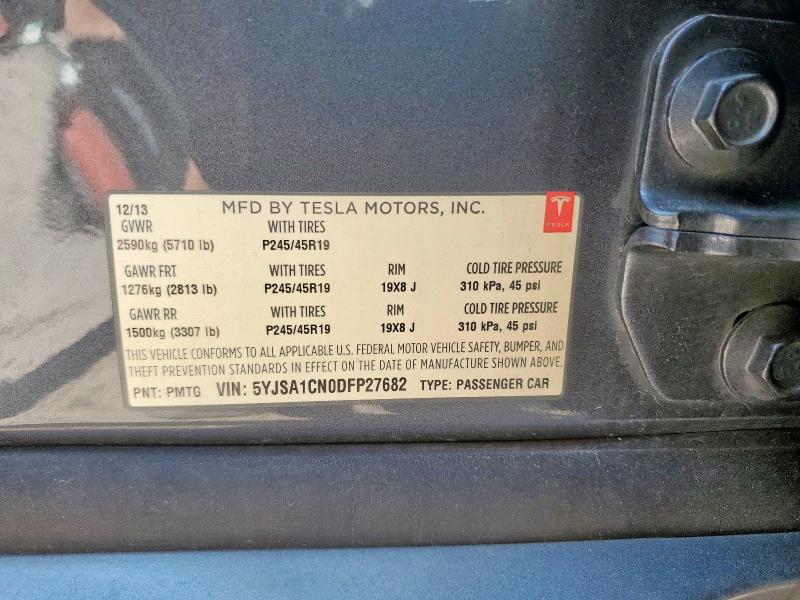 12/13 MFD BY TESLA MOTORS, INC.
TESLA
GVWR WITH TIRES
2590kg (5710 lb) P245/45R19
GAWR FRT WITH TIRES RIM COLD TIRE PRESSURE
1276kg (2813 lb) P245/45R19 19X8 J 310 kPa, 45 psi
GAWR RR WITH TIRES RIM COLD TIRE PRESSURE
1500kg (3307 lb) P245/45R19 19X8 J 310 kPa, 45 psi
THIS VEHICLE CONFORMS TO ALL APPLICABLE U.S. FEDERAL MOTOR VEHICLE SAFETY, BUMPER, AND
THEFT PREVENTION STANDARDS IN EFFECT ON THE DATE OF MANUFACTURE SHOWN ABOVE.
PNT: PMTG VIN: 5YJSA1CN0DFP27682 TYPE: PASSENGER CAR